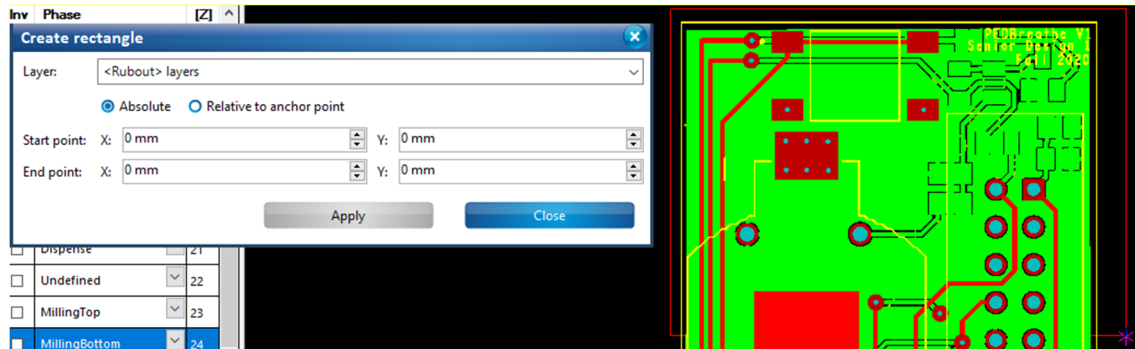 Inv Phase [Z]
Create rectangle
Layer: <Rubout> layers
Absolute Relative to anchor point
Start point: X: 0 mm Y: 0 mm
End point: X: 0 mm Y: 0 mm
Apply Close
Dispense 21
Undefined 22
MillingTop 23
MillingBottom 24
PEDBreathe V1
Senior Design 1
Fall 2020